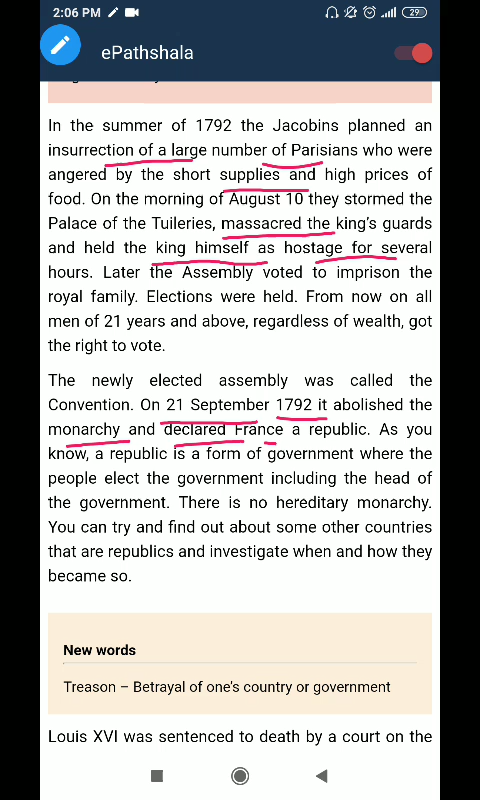 2:06 PM
29
ePathshala
In the summer of 1792 the Jacobins planned an
insurrection of a large number of Parisians who were
angered by the short supplies and high prices of
food. On the morning of August 10 they stormed the
Palace of the Tuileries, massacred the king's guards
and held the king himself as hostage for several
hours. Later the Assembly voted to imprison the
royal family. Elections were held. From now on all
men of 21 years and above, regardless of wealth, got
the right to vote.
The newly elected assembly was called the
Convention. On 21 September 1792 it abolished the
monarchy and declared France a republic. As you
know, a republic is a form of government where the
people elect the government including the head of
the government. There is no hereditary monarchy.
You can try and find out about some other countries
that are republics and investigate when and how they
became so.
New words
Treason – Betrayal of one's country or government
Louis XVI was sentenced to death by a court on the